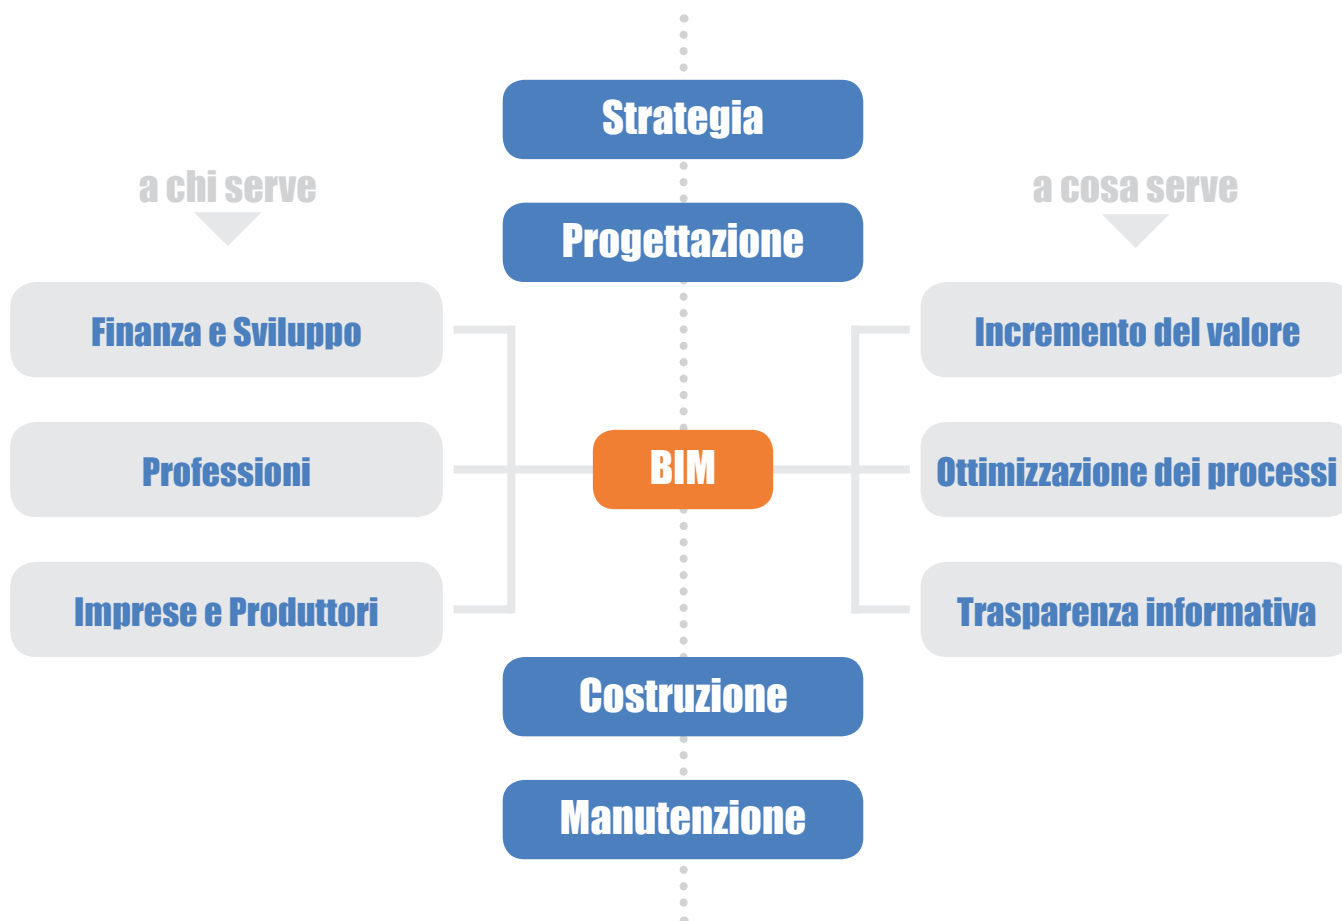 Strategia
Progettazione
a chi serve
Finanza e Sviluppo
Professioni
Imprese e Produttori
BIM
a cosa serve
Incremento del valore
Ottimizzazione dei processi
Trasparenza informativa
Costruzione
Manutenzione